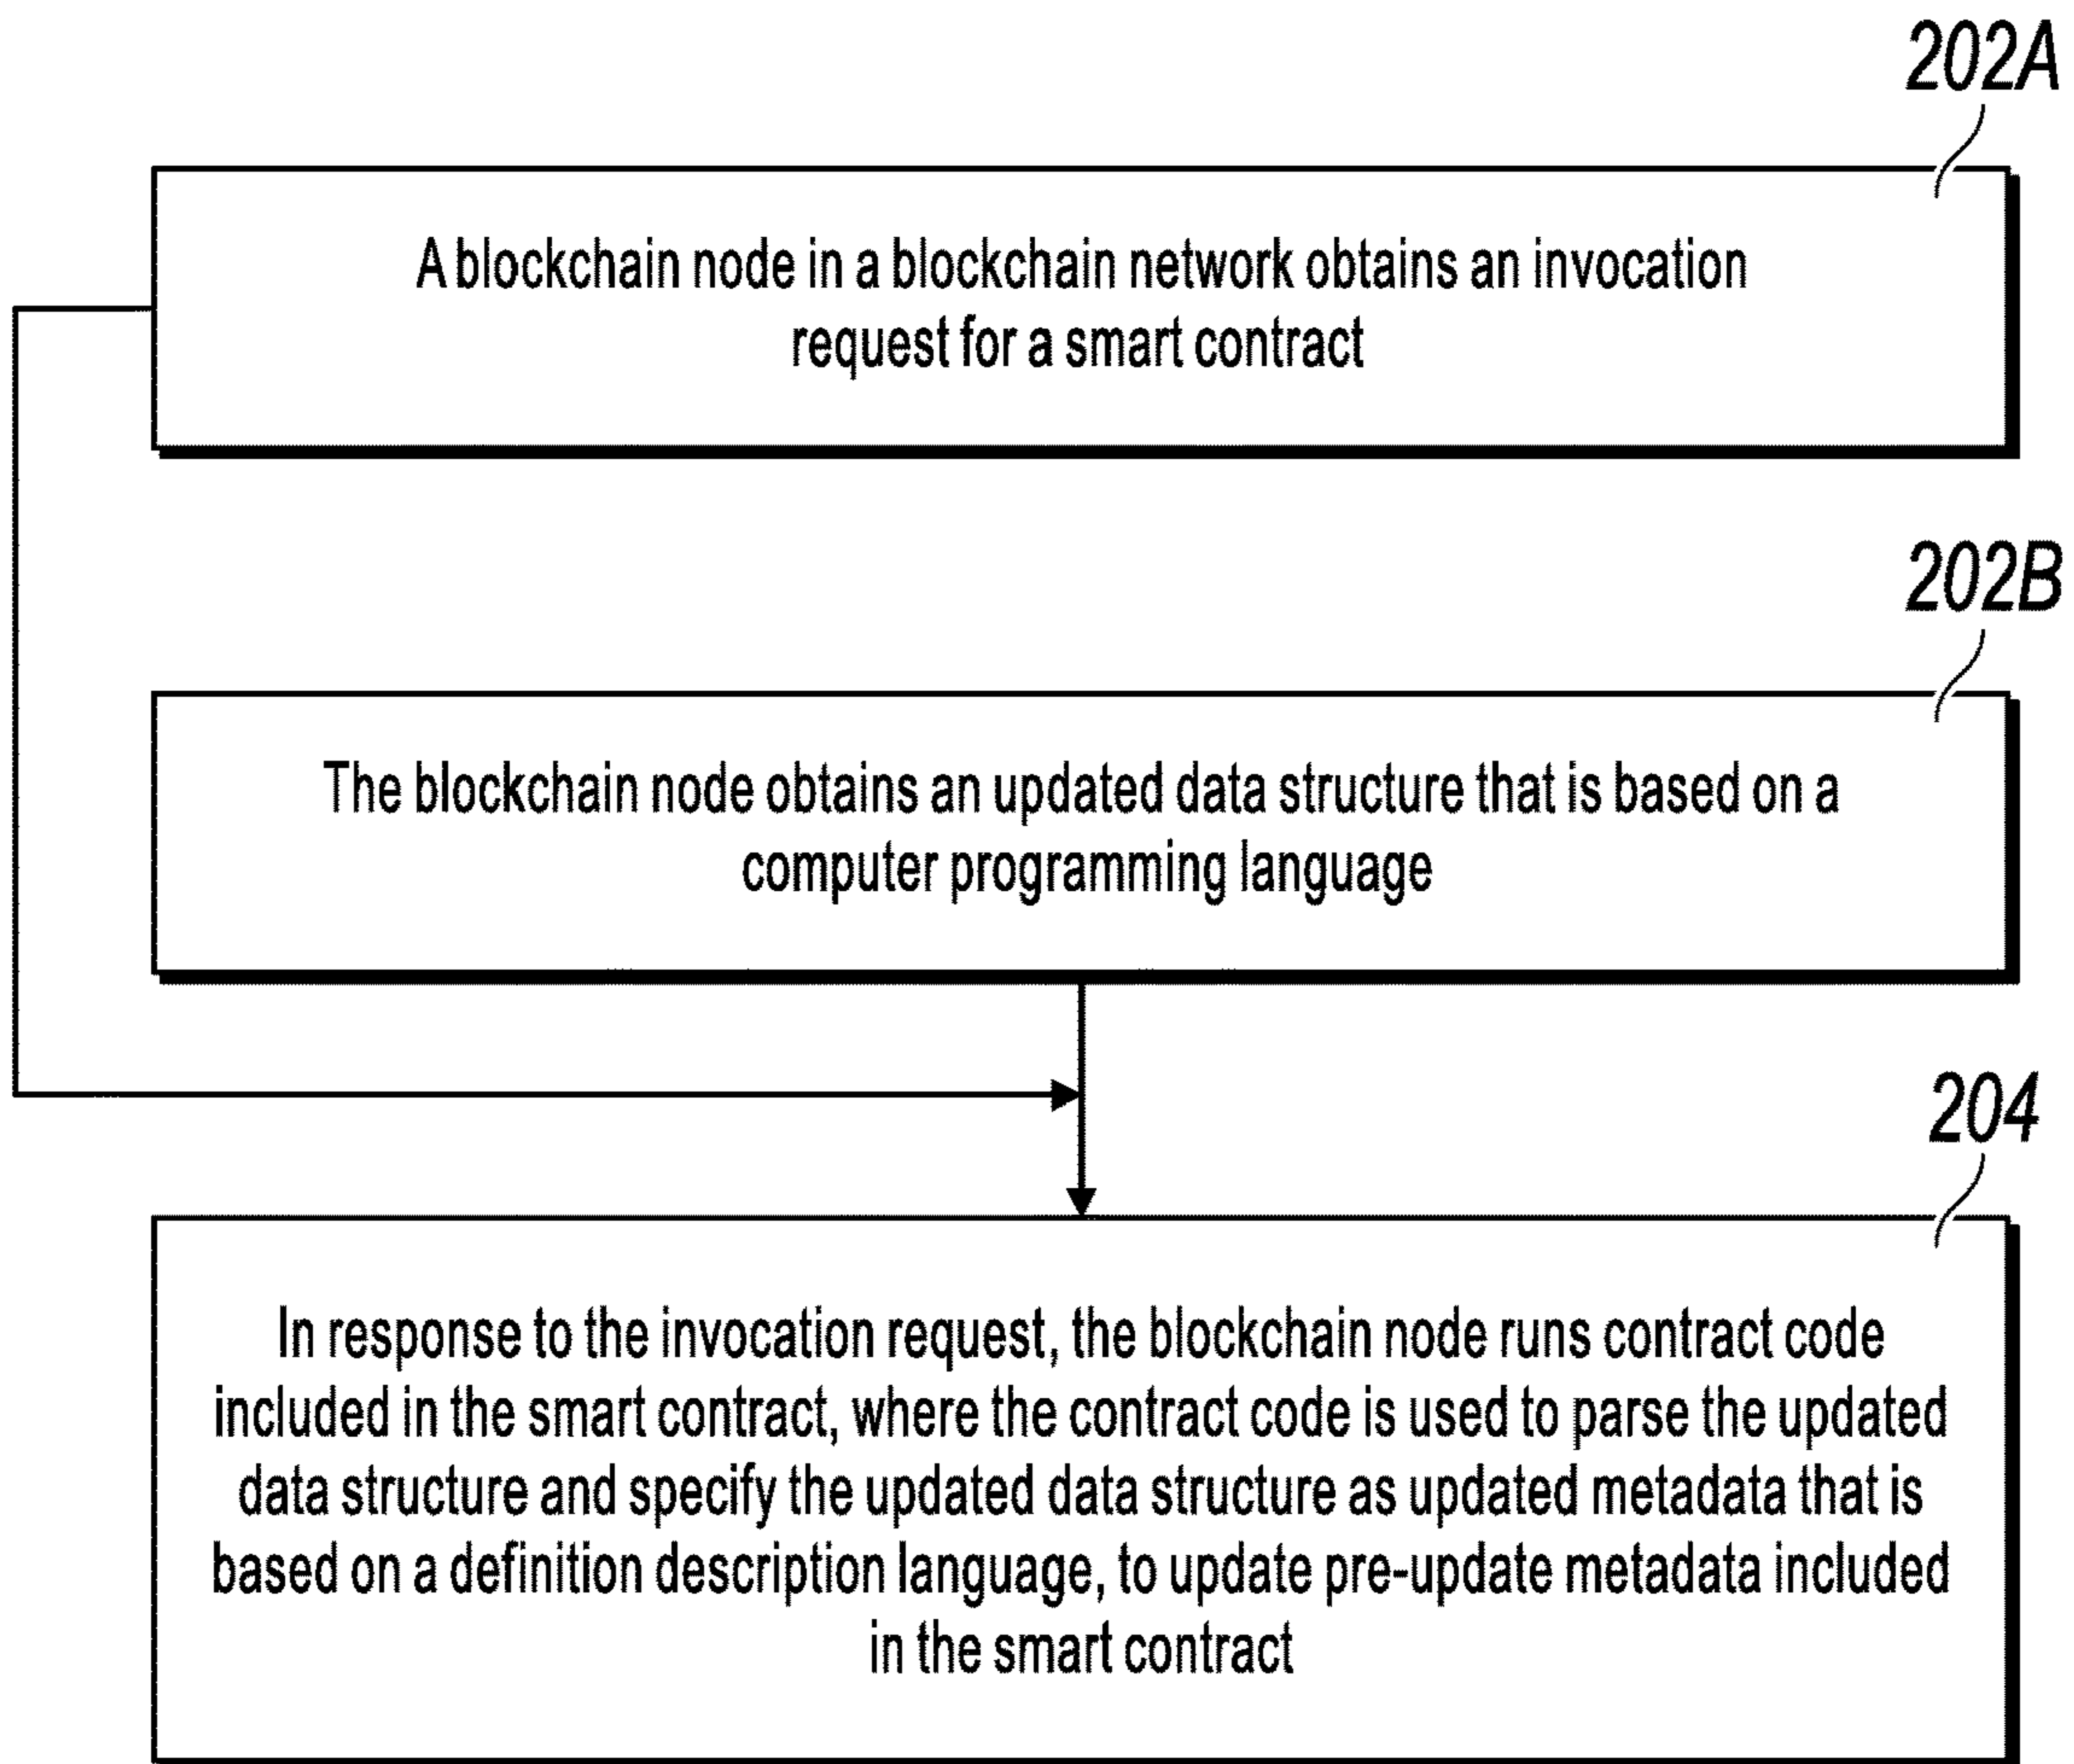 202A
A blockchain node in a blockchain network obtains an invocation
request for a smart contract
202B
The blockchain node obtains an updated data structure that is based on a
computer programming language
204
In response to the invocation request, the blockchain node runs contract code
included in the smart contract, where the contract code is used to parse the updated
data structure and specify the updated data structure as updated metadata that is
based on a definition description language, to update pre-update metadata included
in the smart contract